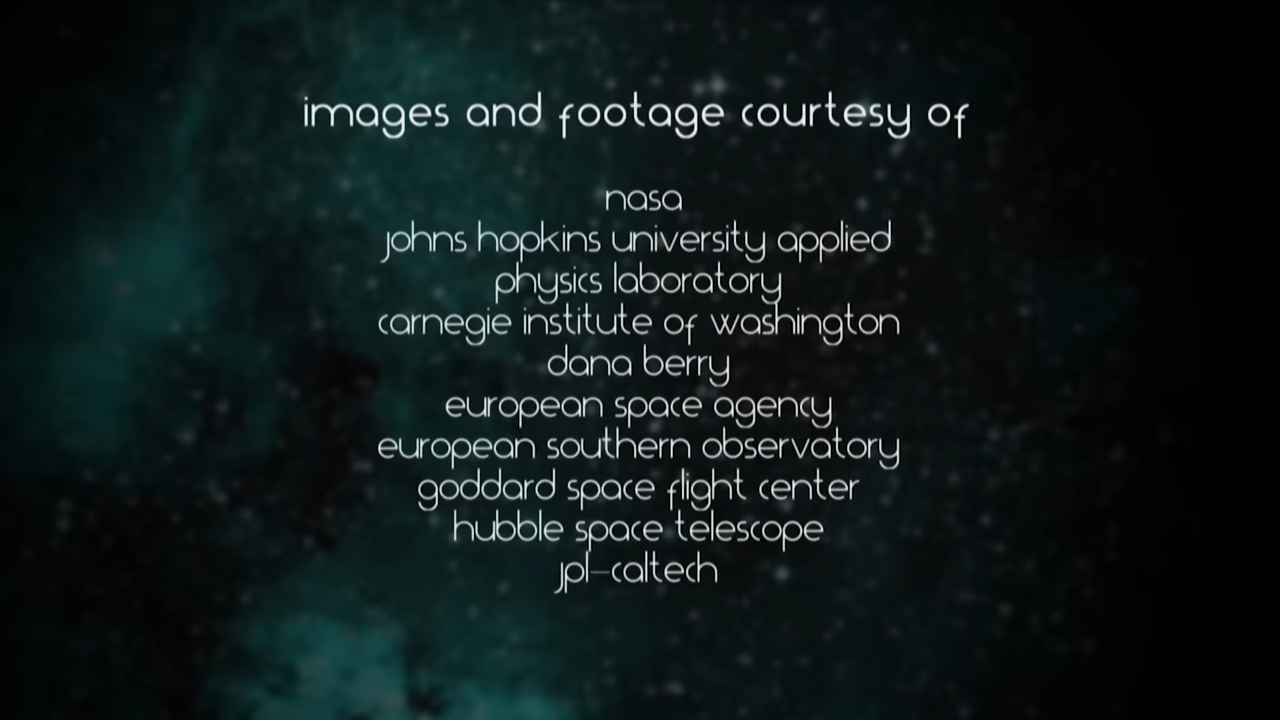 images and footage courtesy of
nasa
johns hopkins university applied
physics laboratory
carnegie institute of washington
dana berry
european space agency
european southern observatory
goddard space flight center
hubble space telescope
jpl-caltech